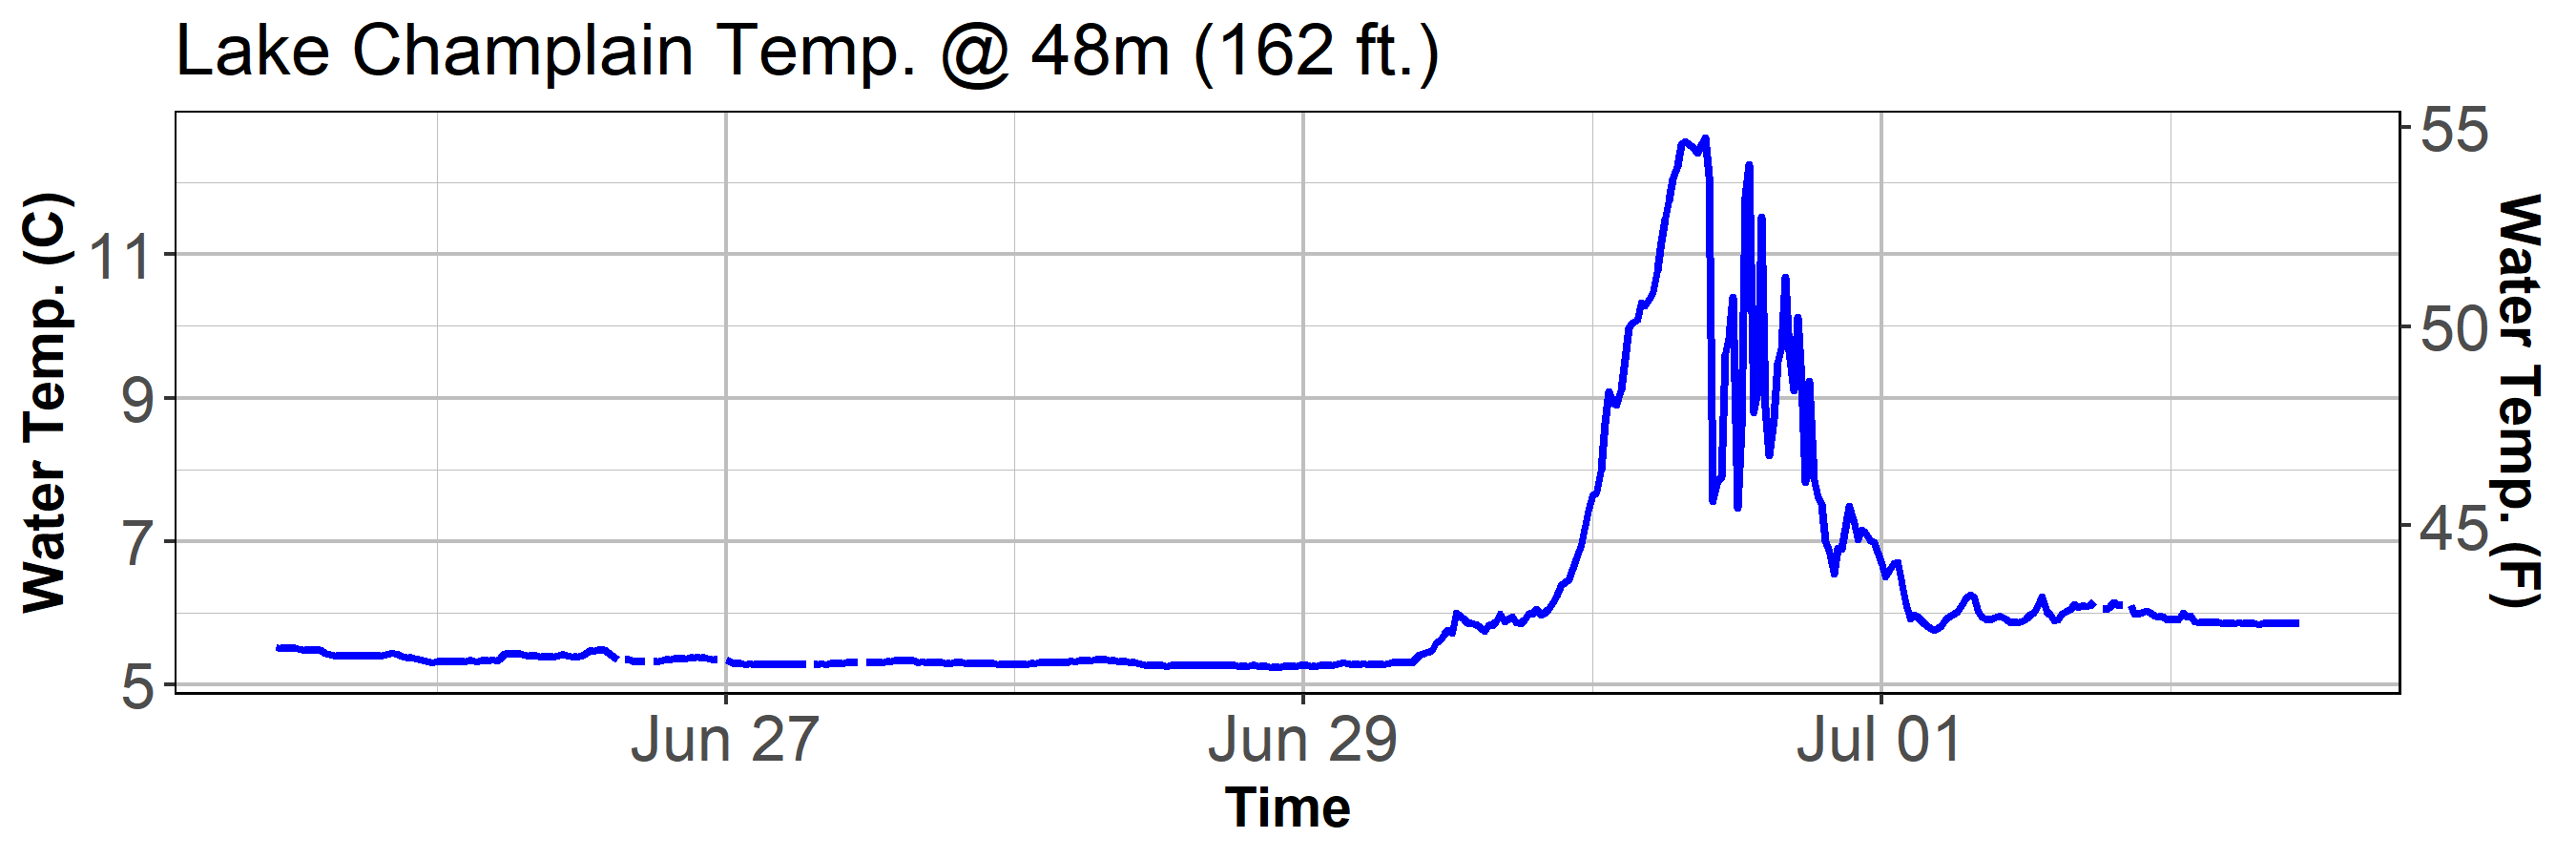 Lake Champlain Temp. @ 48m (162 ft.)
Water Temp. (C)
11
9
7
5
55
50
45
Water Temp. (F)
Jun 27
Jun 29
Jul 01
Time